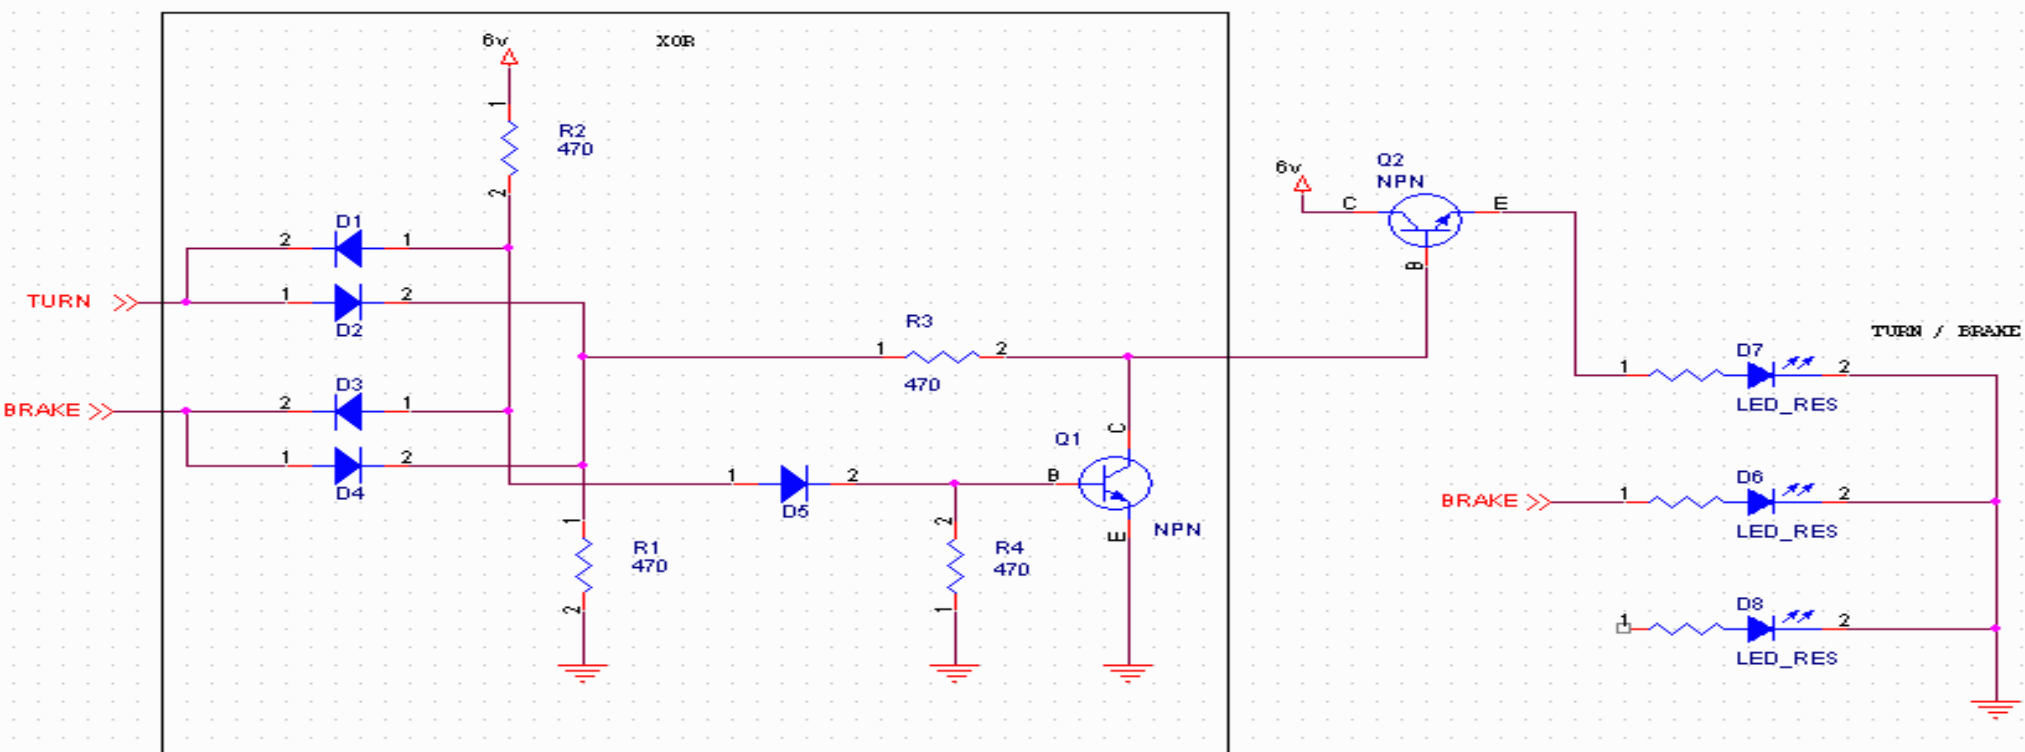 6v
XOR
1
R2
470
2
6v
Q2
NPN
C
E
B
D1
2
1
TURN
1
2
D2
R3
1
2
470
TURN / BRAKE
D7
1
2
LED_RES
D3
BRAKE
2
1
1
2
D4
Q1
C
1
2
B
D5
E
NPN
1
R1
470
2
2
R4
470
1
BRAKE
D6
1
2
LED_RES
D8
1
2
LED_RES